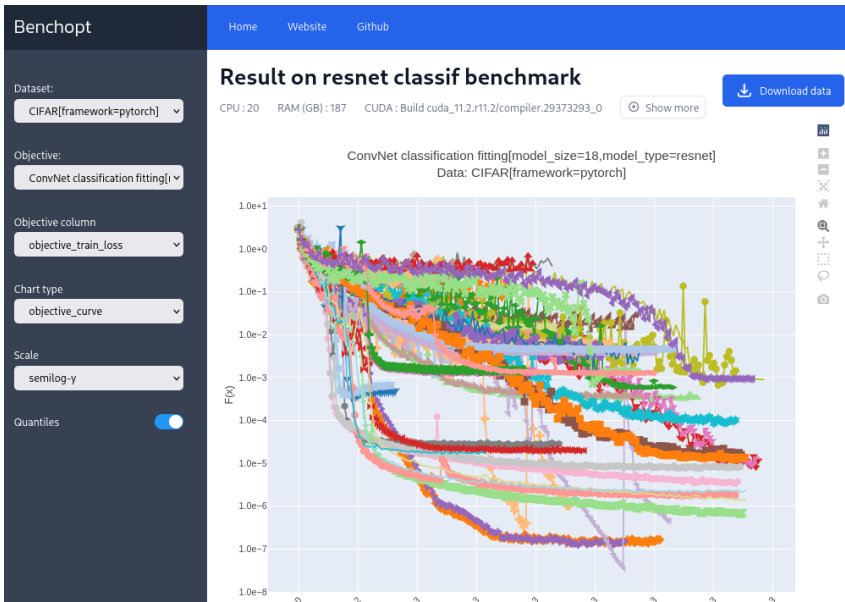 Benchopt
Home Website Github
Dataset:
CIFAR[framework=pytorch]
Objective:
ConvNet classification fitting[
Objective column
objective_train_loss
Chart type
objective_curve
Scale
semilog-y
Quantiles
Result on resnet classif benchmark
Download data
CPU : 20 RAM (GB) : 187 CUDA : Build cuda_11.2.r11.2/compiler.29373293_0 Show more
ConvNet classification fitting[model_size=18,model_type=resnet]
Data: CIFAR[framework=pytorch]
F(x)
1.0e+1
1.0e+0
1.0e−1
1.0e−2
1.0e−3
1.0e−4
1.0e−5
1.0e−6
1.0e−7
1.0e−8